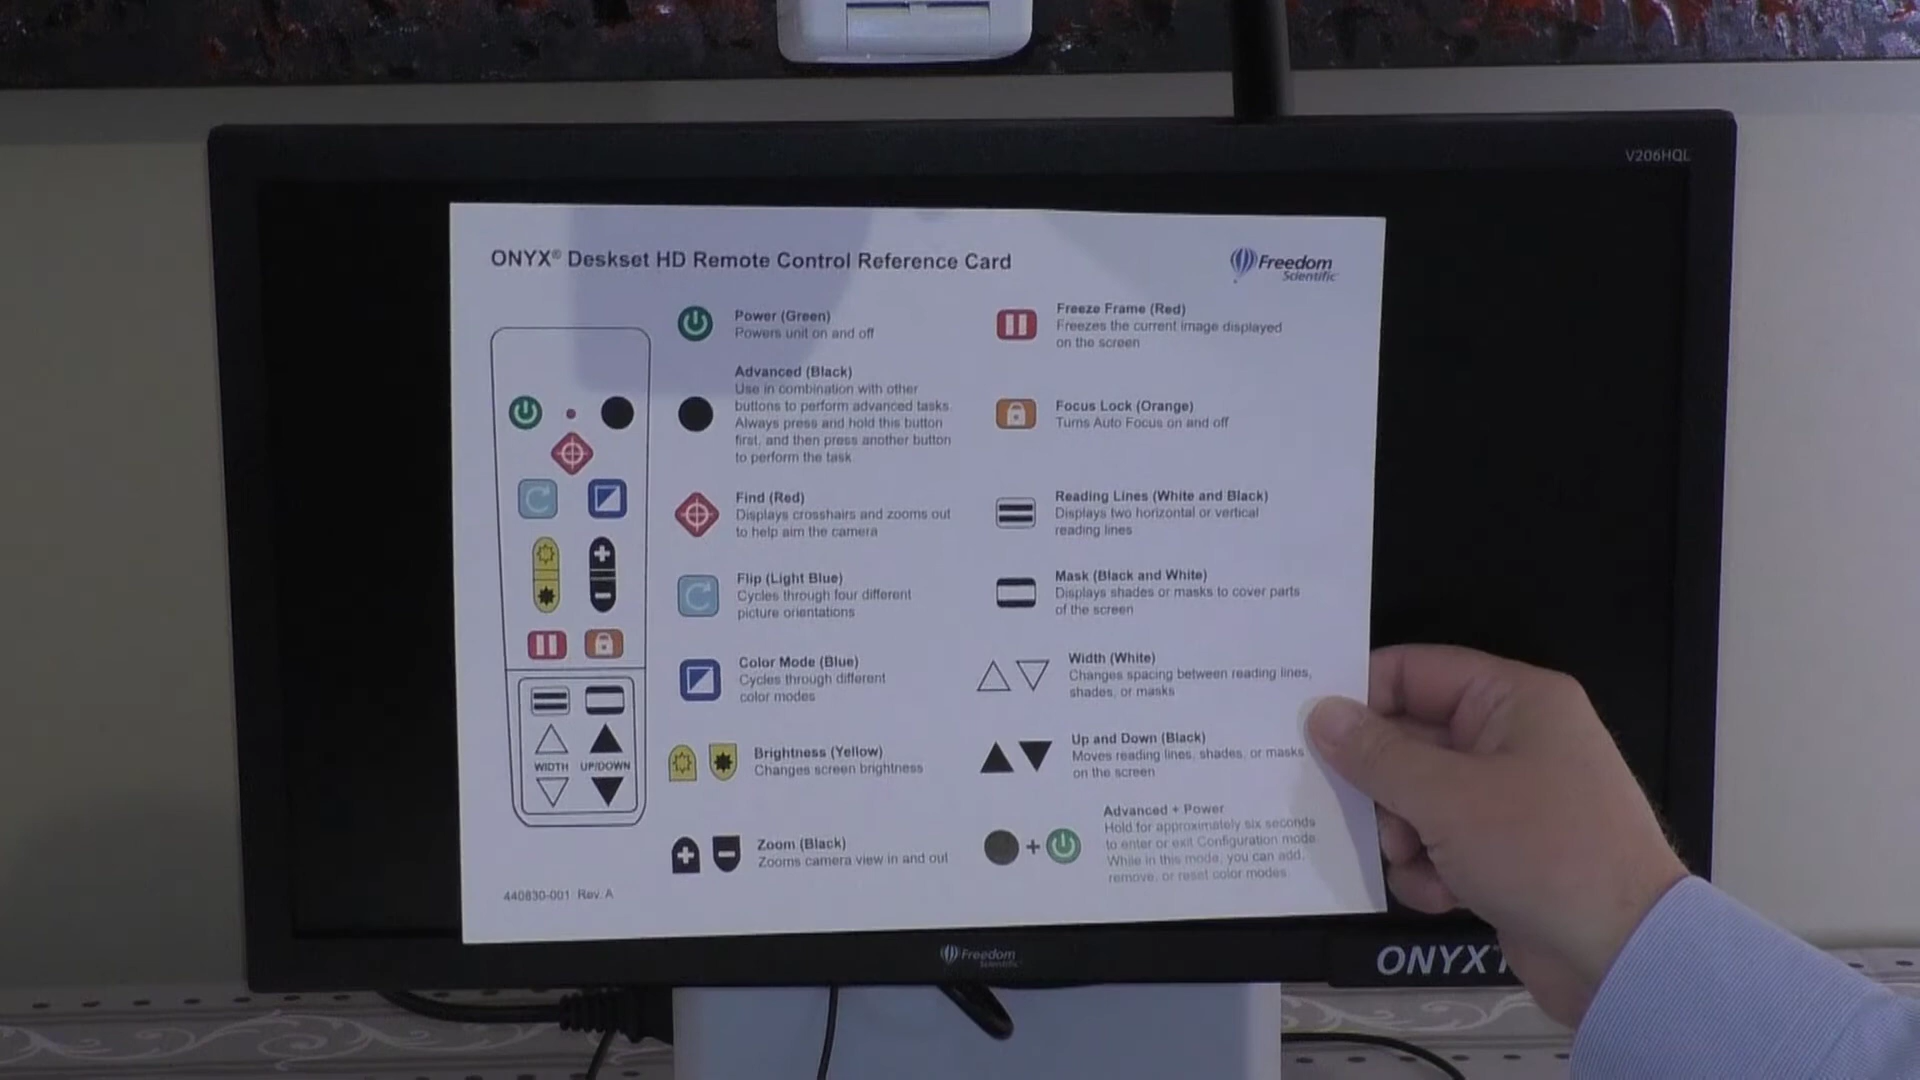 V206HQL
ONYX® Deskset HD Remote Control Reference Card
Freedom
Scientific
Power (Green)
Powers unit on and off
Advanced (Black)
Use in combination with other
buttons to perform advanced tasks.
Always press and hold this button
first, and then press another button
to perform the task
Find (Red)
Displays crosshairs and zooms out
to help aim the camera
Flip (Light Blue)
Cycles through four different
picture orientations
Color Mode (Blue)
Cycles through different
color modes
Brightness (Yellow)
Changes screen brightness
Zoom (Black)
Zooms camera view in and out
Freeze Frame (Red)
Freezes the current image displayed
on the screen
Focus Lock (Orange)
Turns Auto Focus on and off
Reading Lines (White and Black)
Displays two horizontal or vertical
reading lines
Mask (Black and White)
Displays shades or masks to cover parts
of the screen
Width (White)
Changes spacing between reading lines,
shades, or masks
Up and Down (Black)
Moves reading lines, shades, or masks
on the screen
Advanced + Power
Hold for approximately six seconds
to enter or exit Configuration mode.
While in this mode, you can add,
remove, or reset color modes.
WIDTH UP/DOWN
440830-001 Rev. A
Freedom
Scientific
ONYX